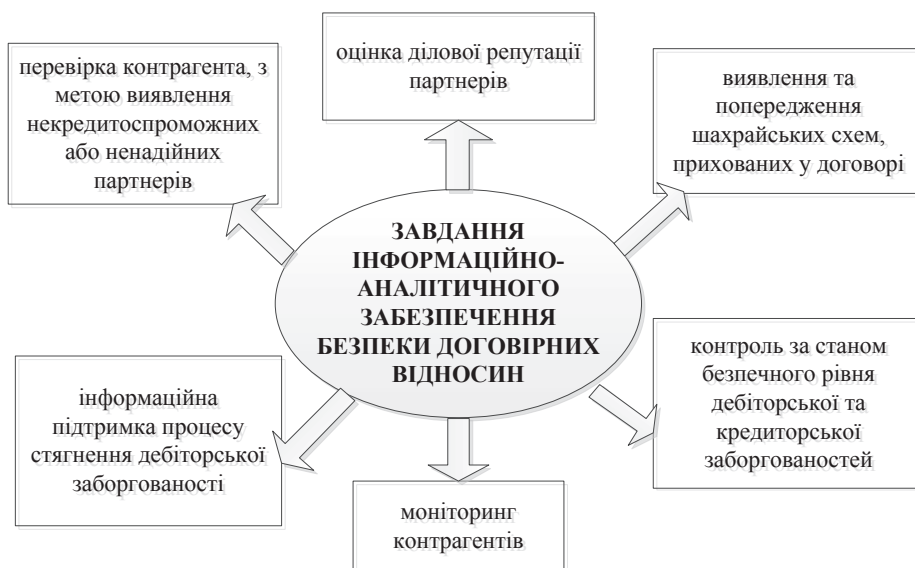 перевірка контрагента, з
метою виявлення
некредитоспроможних
або ненадійних
партнерів
оцінка ділової репутації
партнерів
виявлення та
попередження
шахрайських схем,
прихованих у договорі
ЗАВДАННЯ
ІНФОРМАЦІЙНО-
АНАЛІТИЧНОГО
ЗАБЕЗПЕЧЕННЯ
БЕЗПЕКИ ДОГОВІРНИХ
ВІДНОСИН
інформаційна
підтримка процесу
стягнення дебіторської
заборгованості
моніторинг
контрагентів
контроль за станом
безпечного рівня
дебіторської та
кредиторської
заборгованостей